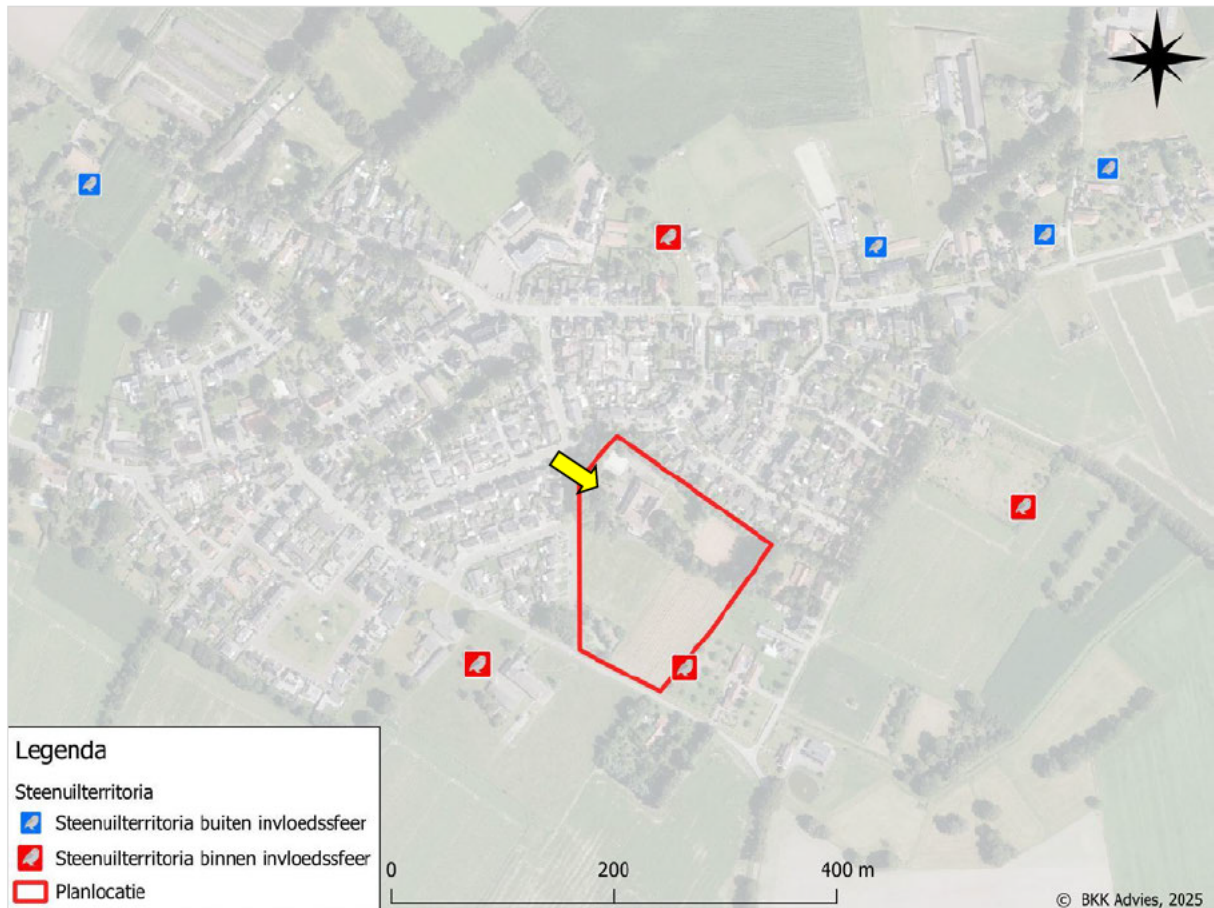 Legenda
Steenuilterritoria
Steenuilterritoria buiten invloedssfeer
Steenuilterritoria binnen invloedssfeer
Planlocatie
0 200 400 m
© BKK Advies, 2025